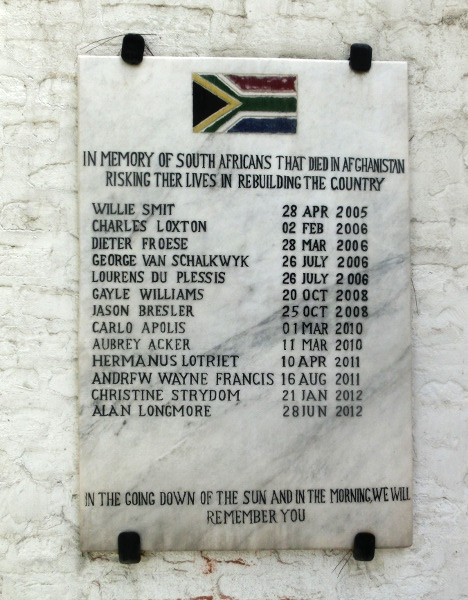 IN MEMORY OF SOUTH AFRICANS THAT DIED IN AFGHANISTAN
RISKING THER LIVES IN REBUILDING THE COUNTRY
WILLIE SMIT 28 APR 2005
CHARLES LOXTON 02 FEB 2006
DIETER FROESE 28 MAR 2006
GEORGE VAN SCHALKWYK 26 JULY 2006
LOURENS DU PLESSIS 26 JULY 2006
GAYLE WILLIAMS 20 OCT 2008
JASON BRESLER 25 OCT 2008
CARLO APOLIS 01 MAR 2010
AUBREY ACKER 11 MAR 2010
HERMANUS LOTRIET 10 APR 2011
ANDRFW WAYNE FRANCIS 16 AUG 2011
CHRISTINE STRYDOM 21 JAN 2012
ALAN LONGMORE 28 JUN 2012
IN THE GOING DOWN OF THE SUN AND IN THE MORNING, WE WILL
REMEMBER YOU